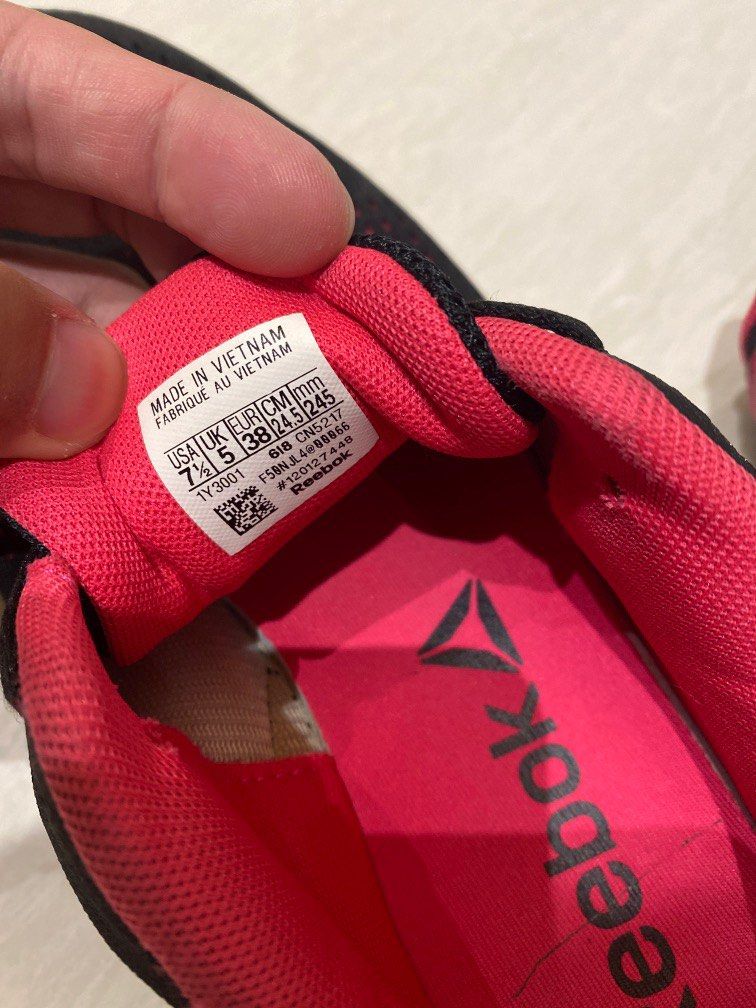 MADE IN VIETNAM
FABRIQUÉ AU VIETNAM
USA UK EUR CM mm
7½ 5 38 24.5 245
1Y3001 618 CN5217
F50NJL4@00066
#120127448
Reebok
Reebok